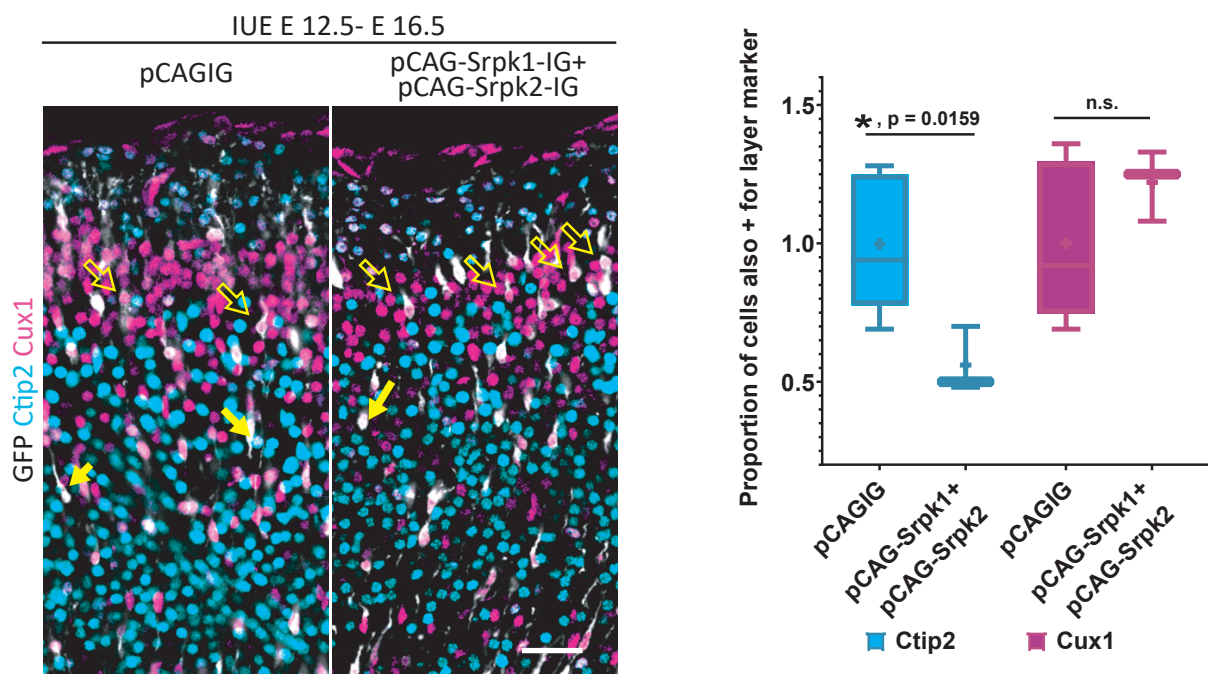 IUE E 12.5- E 16.5
pCAGIG
pCAG-Srpk1-IG+
pCAG-Srpk2-IG
GFP Ctip2 Cux1
Proportion of cells also + for layer marker
1.5
1.0
0.5
*, p = 0.0159
n.s.
pCAGIG
pCAG-Srpk1+
pCAG-Srpk2
pCAGIG
pCAG-Srpk1+
pCAG-Srpk2
Ctip2
Cux1